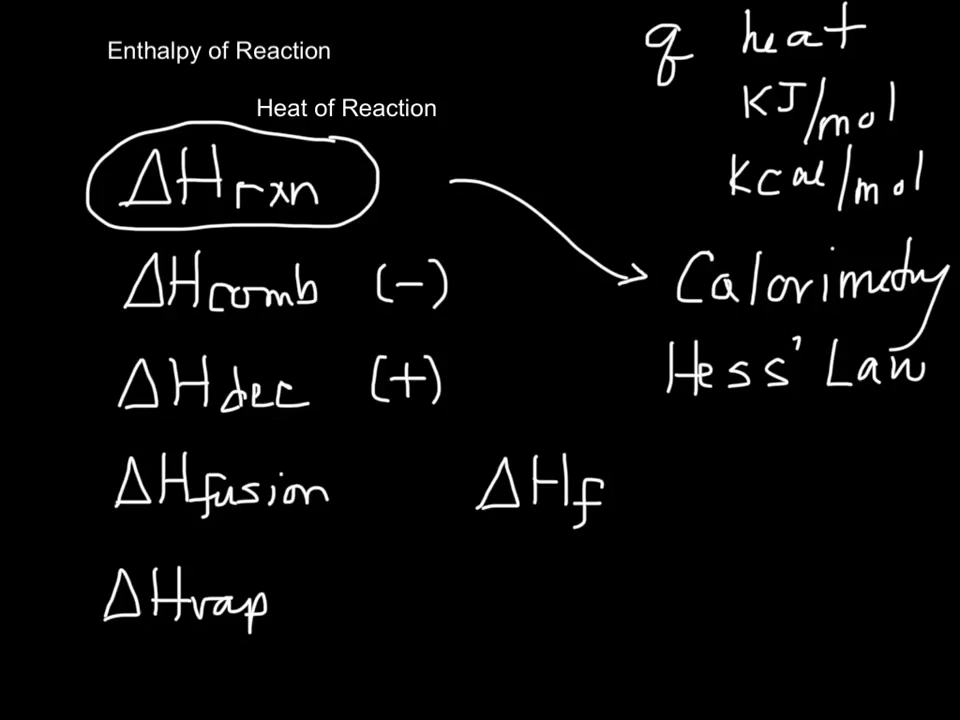 Enthalpy of Reaction
Heat of Reaction
ΔHrxn
ΔHcomb (-)
ΔHdec (+)
ΔHfusion ΔHf
ΔHvap
q heat
KJ/mol
Kcal/mol
Calorimetry
Hess' Law